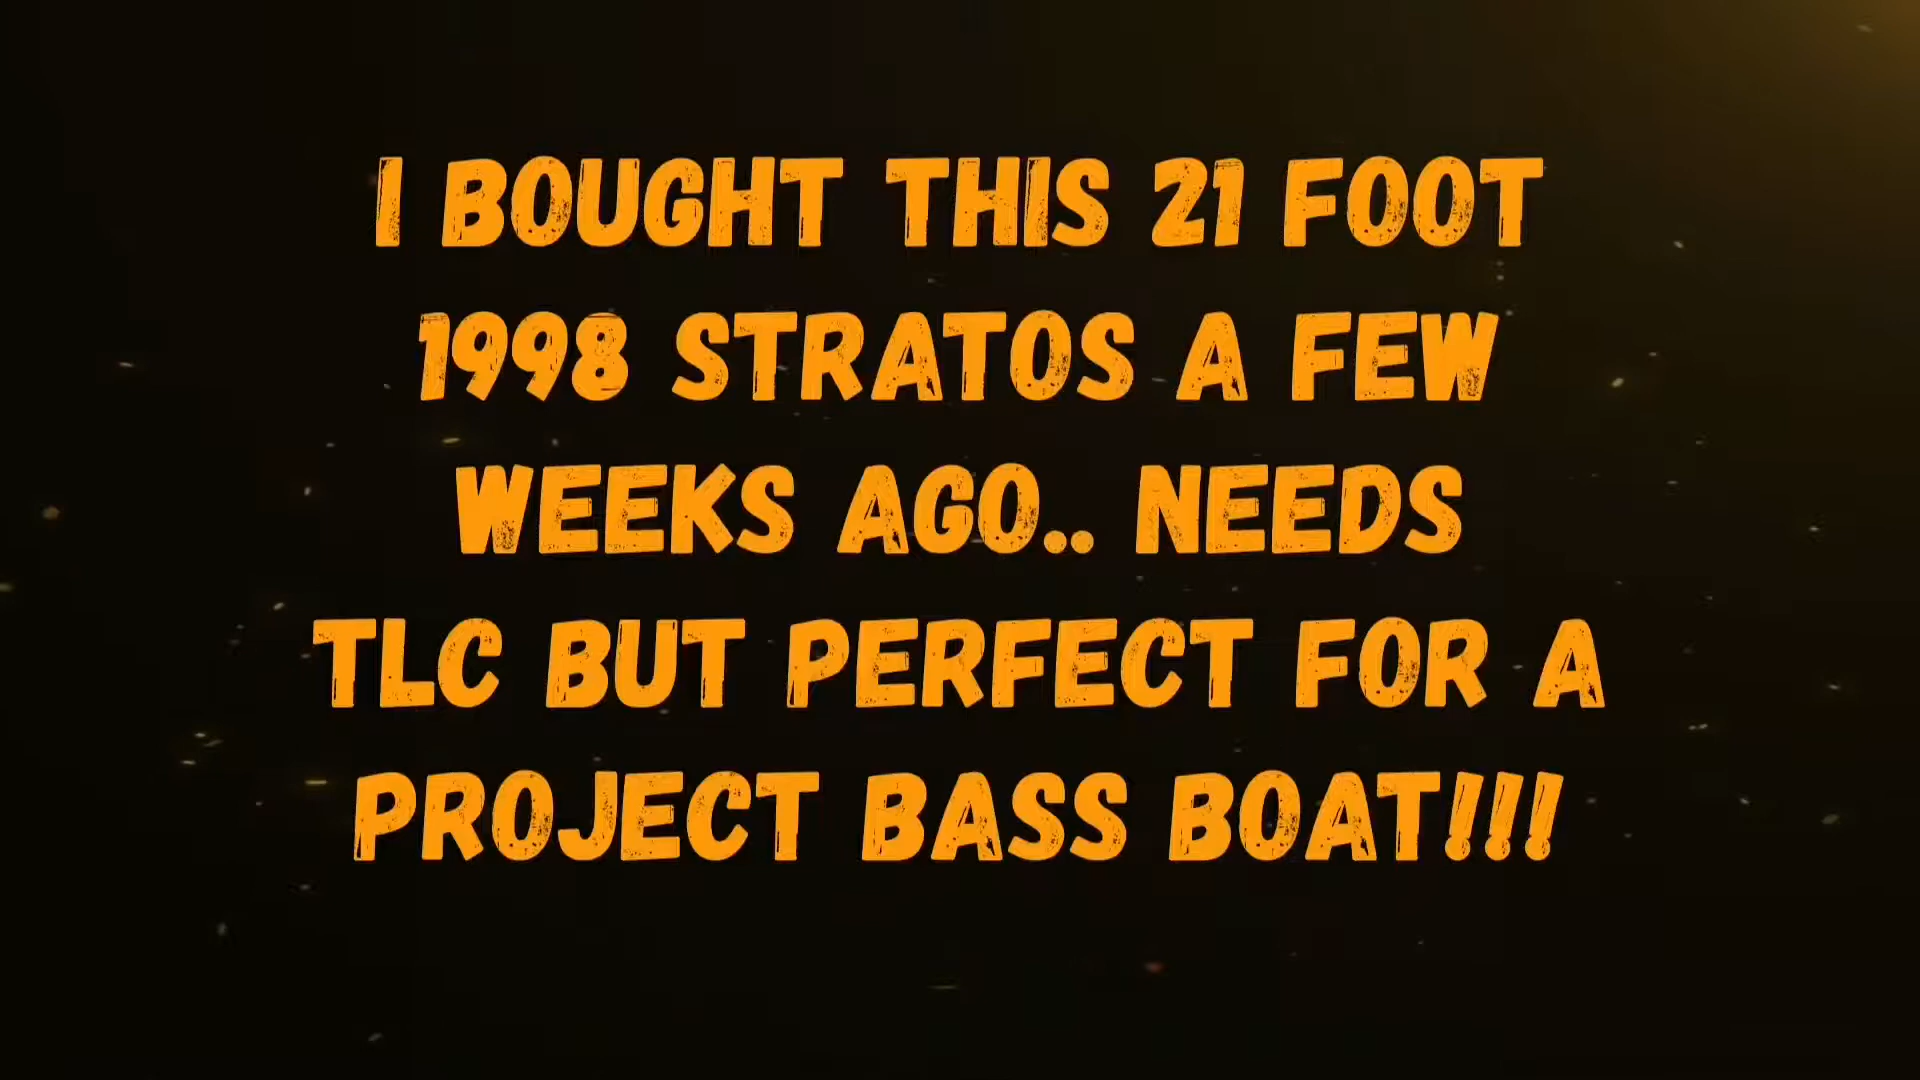 I BOUGHT THIS 21 FOOT
1998 STRATOS A FEW
WEEKS AGO.. NEEDS
TLC BUT PERFECT FOR A
PROJECT BASS BOAT!!!